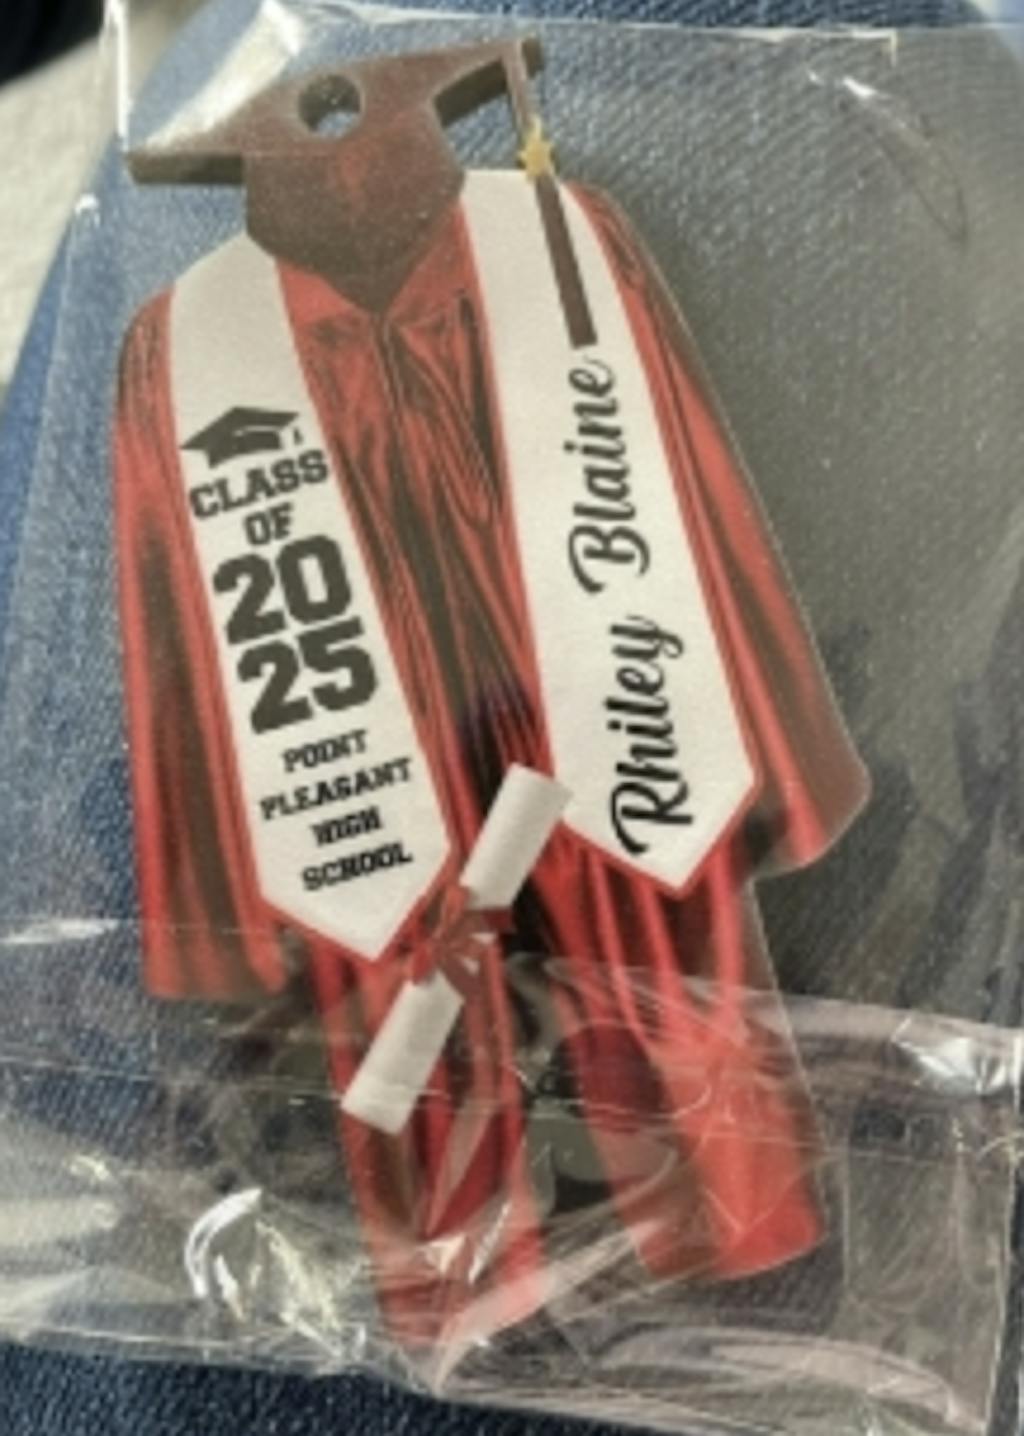 CLASS
OF
20
25
POINT
PLEASANT
HIGH
SCHOOL
Rhiley Blaine